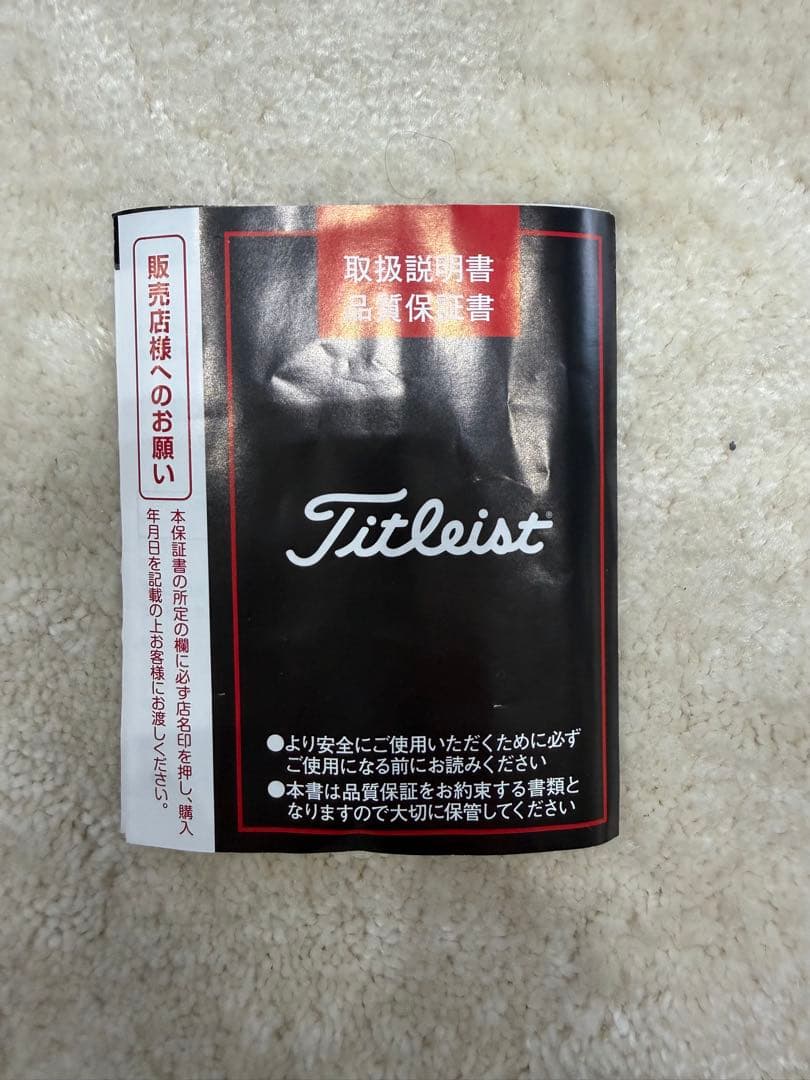 取扱説明書
品質保証書
Titleist®
●より安全にご使用いただくために必ず
ご使用になる前にお読みください
●本書は品質保証をお約束する書類と
なりますので大切に保管してください
販売店様へのお願い
本保証書の所定の欄に必ず店名印を押し、購入
年月日を記載の上お客様にお渡しください。